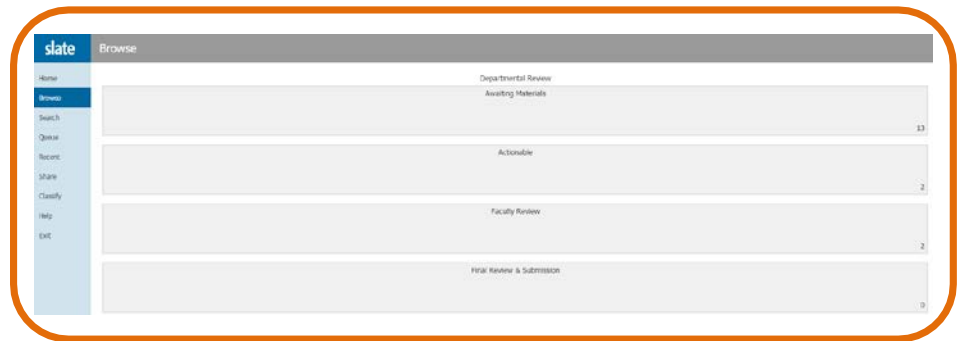 slate
Browse
Home
Browse
Search
Queue
Recent
Share
Classify
Help
Exit
Departmental Review
Awaiting Materials
13
Actionable
2
Faculty Review
2
Final Review & Submission
0